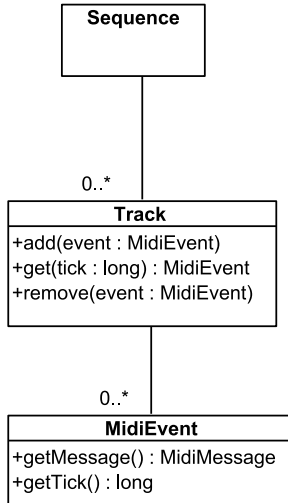 Sequence
0..*
Track
+add(event : MidiEvent)
+get(tick : long) : MidiEvent
+remove(event : MidiEvent)
0..*
MidiEvent
+getMessage() : MidiMessage
+getTick() : long